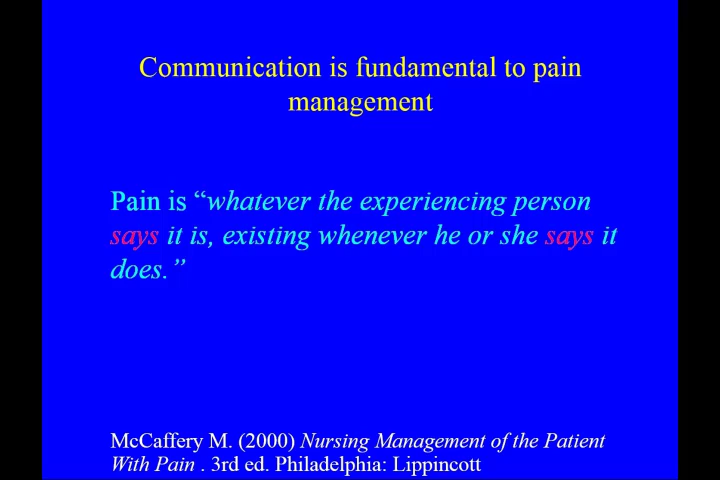 Communication is fundamental to pain
management
Pain is “whatever the experiencing person
says it is, existing whenever he or she says it
does.”
McCaffery M. (2000) Nursing Management of the Patient
With Pain . 3rd ed. Philadelphia: Lippincott